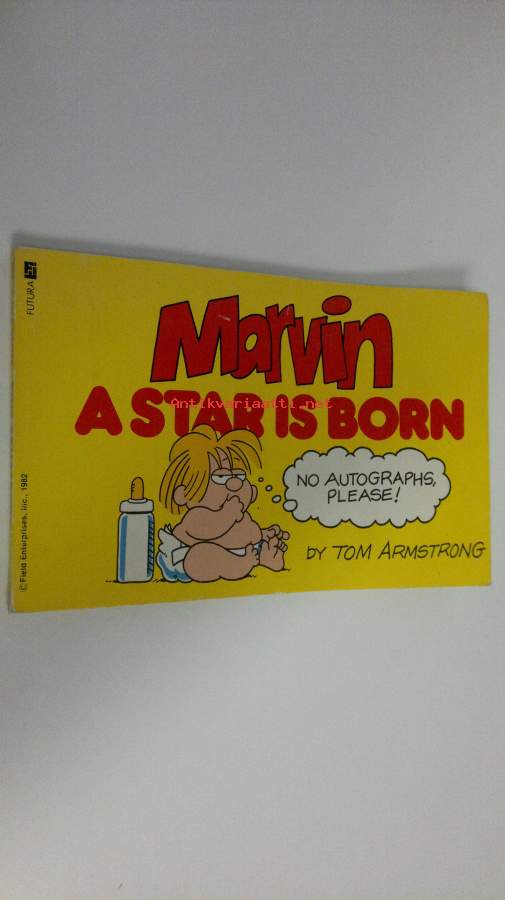 FUTURA
Marvin
A STAR IS BORN
Antikvariaatti.net
NO AUTOGRAPHS,
PLEASE!
BY TOM ARMSTRONG
© Field Enterprises, Inc., 1982